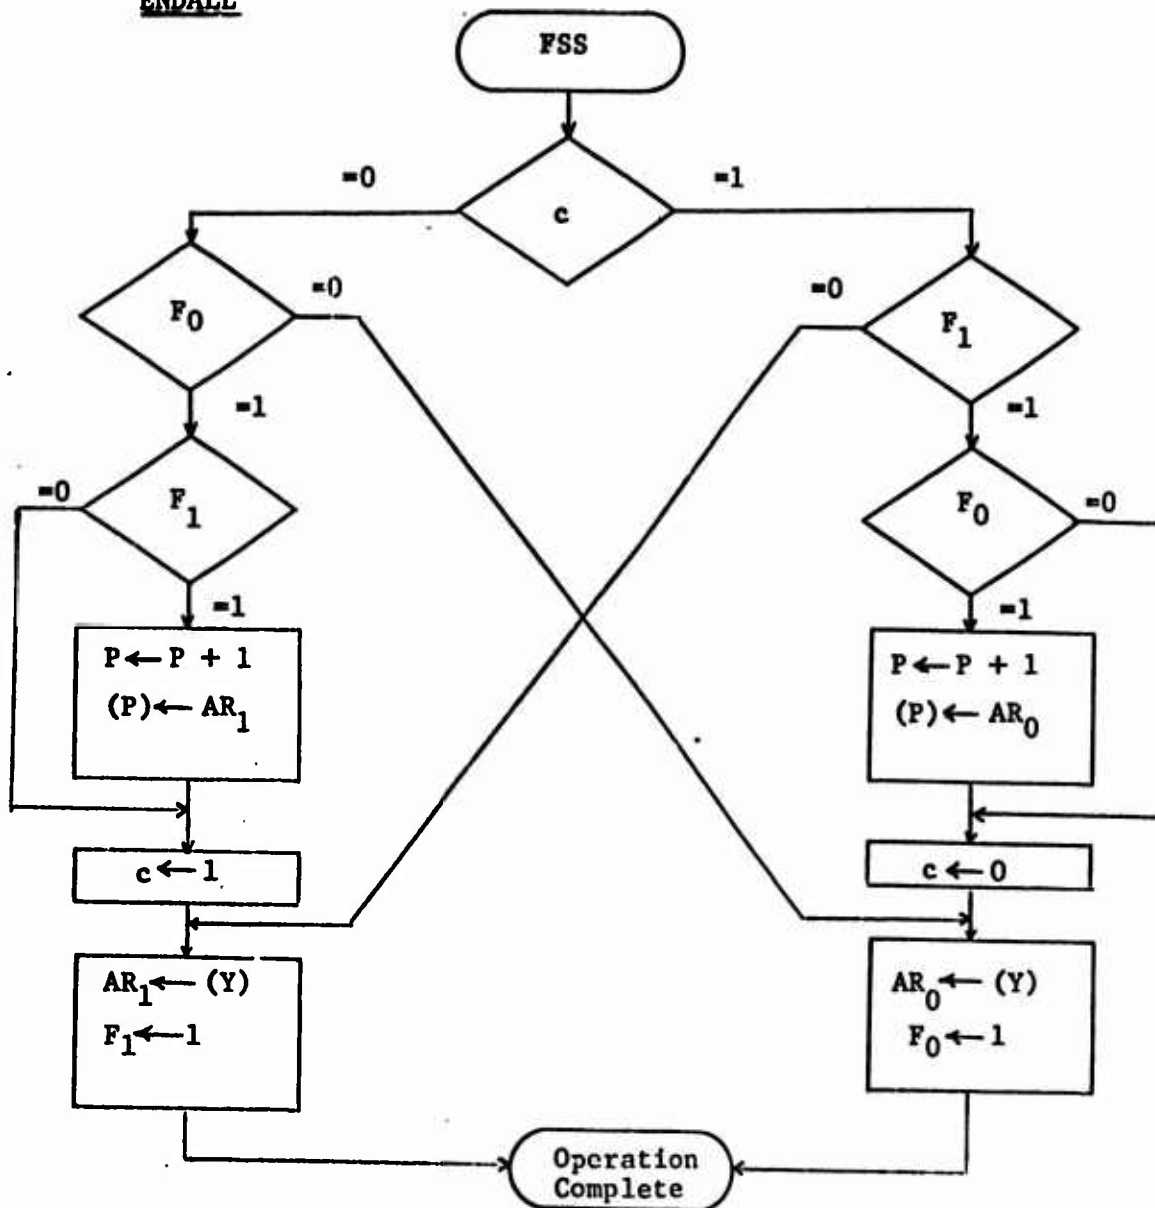 ENDALL
FSS
=0
=1
c
=0
=0
F0
F1
=1
=1
=0
F1
F0
=0
=1
=1
P ← P + 1
(P) ← AR1
P ← P + 1
(P) ← AR0
c ← 1
c ← 0
AR1 ← (Y)
F1 ← 1
AR0 ← (Y)
F0 ← 1
Operation
Complete